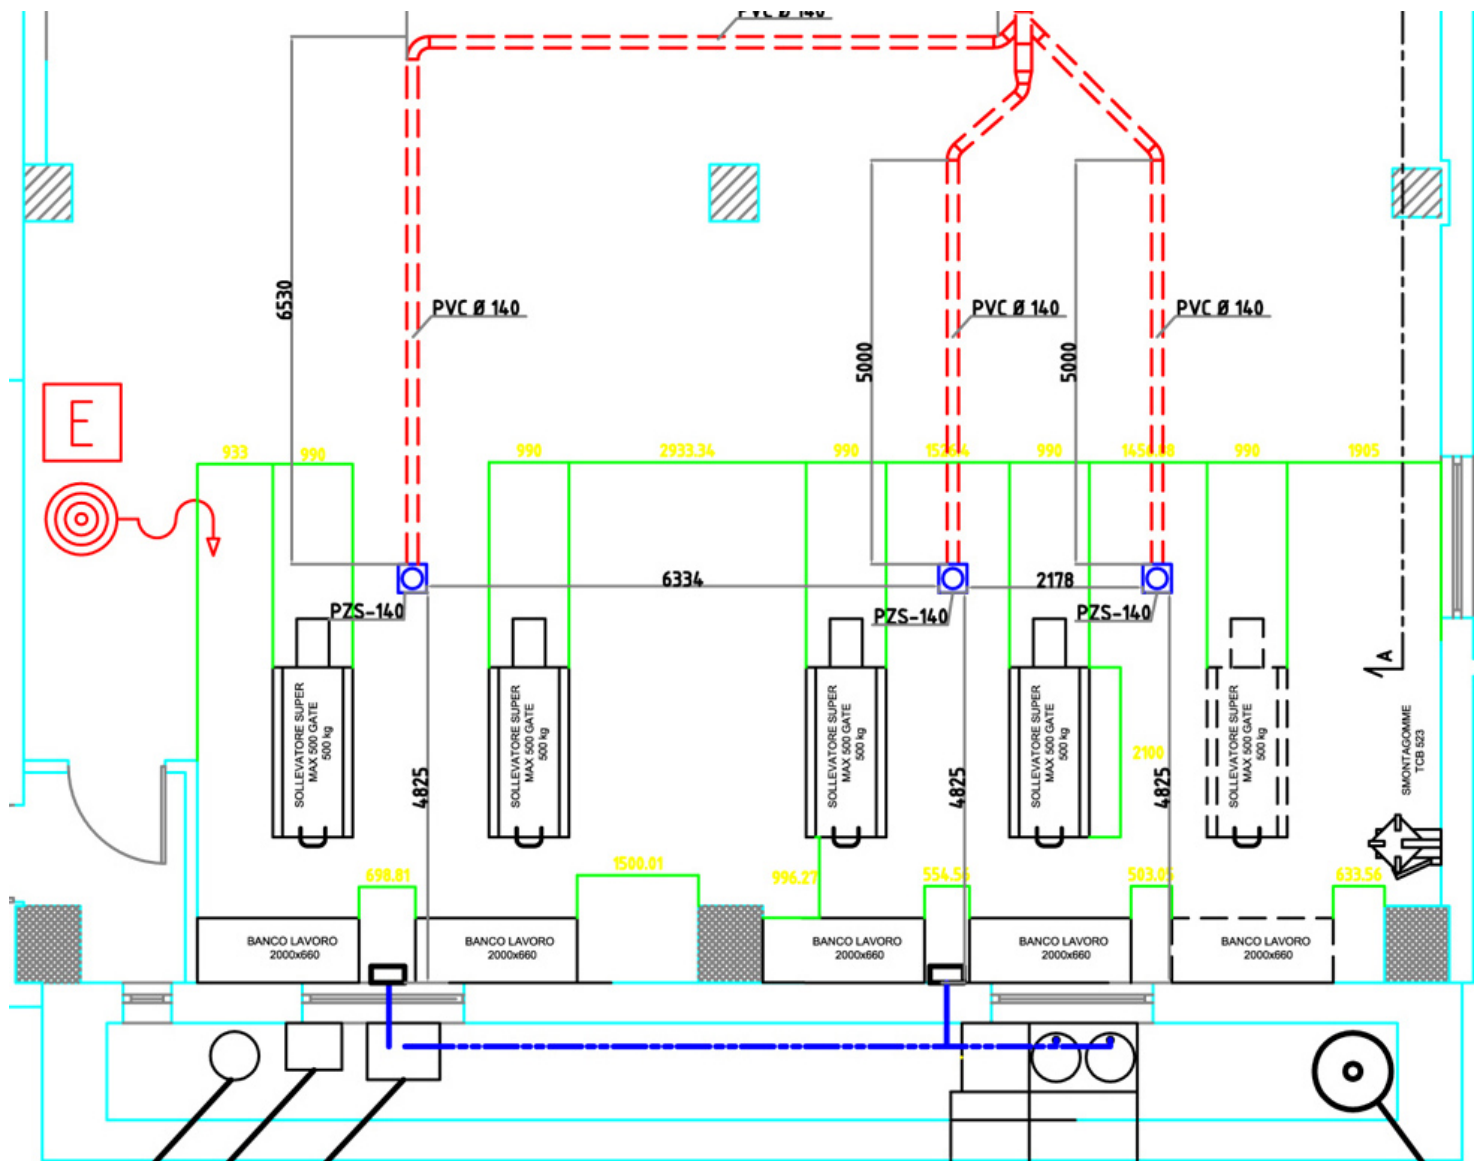 PVC Ø 140
6530
PVC Ø 140
PVC Ø 140
PVC Ø 140
5000
5000
E
933
990
990
2933.34
990
990
990
1905
6334
2178
PZS-140
PZS-140
PZS-140
A
SOLLEVATORE SUPER
MAX 500 GATE
500 kg
SOLLEVATORE SUPER
MAX 500 GATE
500 kg
SOLLEVATORE SUPER
MAX 500 GATE
500 kg
SOLLEVATORE SUPER
MAX 500 GATE
500 kg
SOLLEVATORE SUPER
MAX 500 GATE
500 kg
SMONTAGOMME
TCB 523
4825
4825
2100
4825
698.81
1500.01
996.27
503.05
633.56
BANCO LAVORO
2000x660
BANCO LAVORO
2000x660
BANCO LAVORO
2000x660
BANCO LAVORO
2000x660
BANCO LAVORO
2000x660